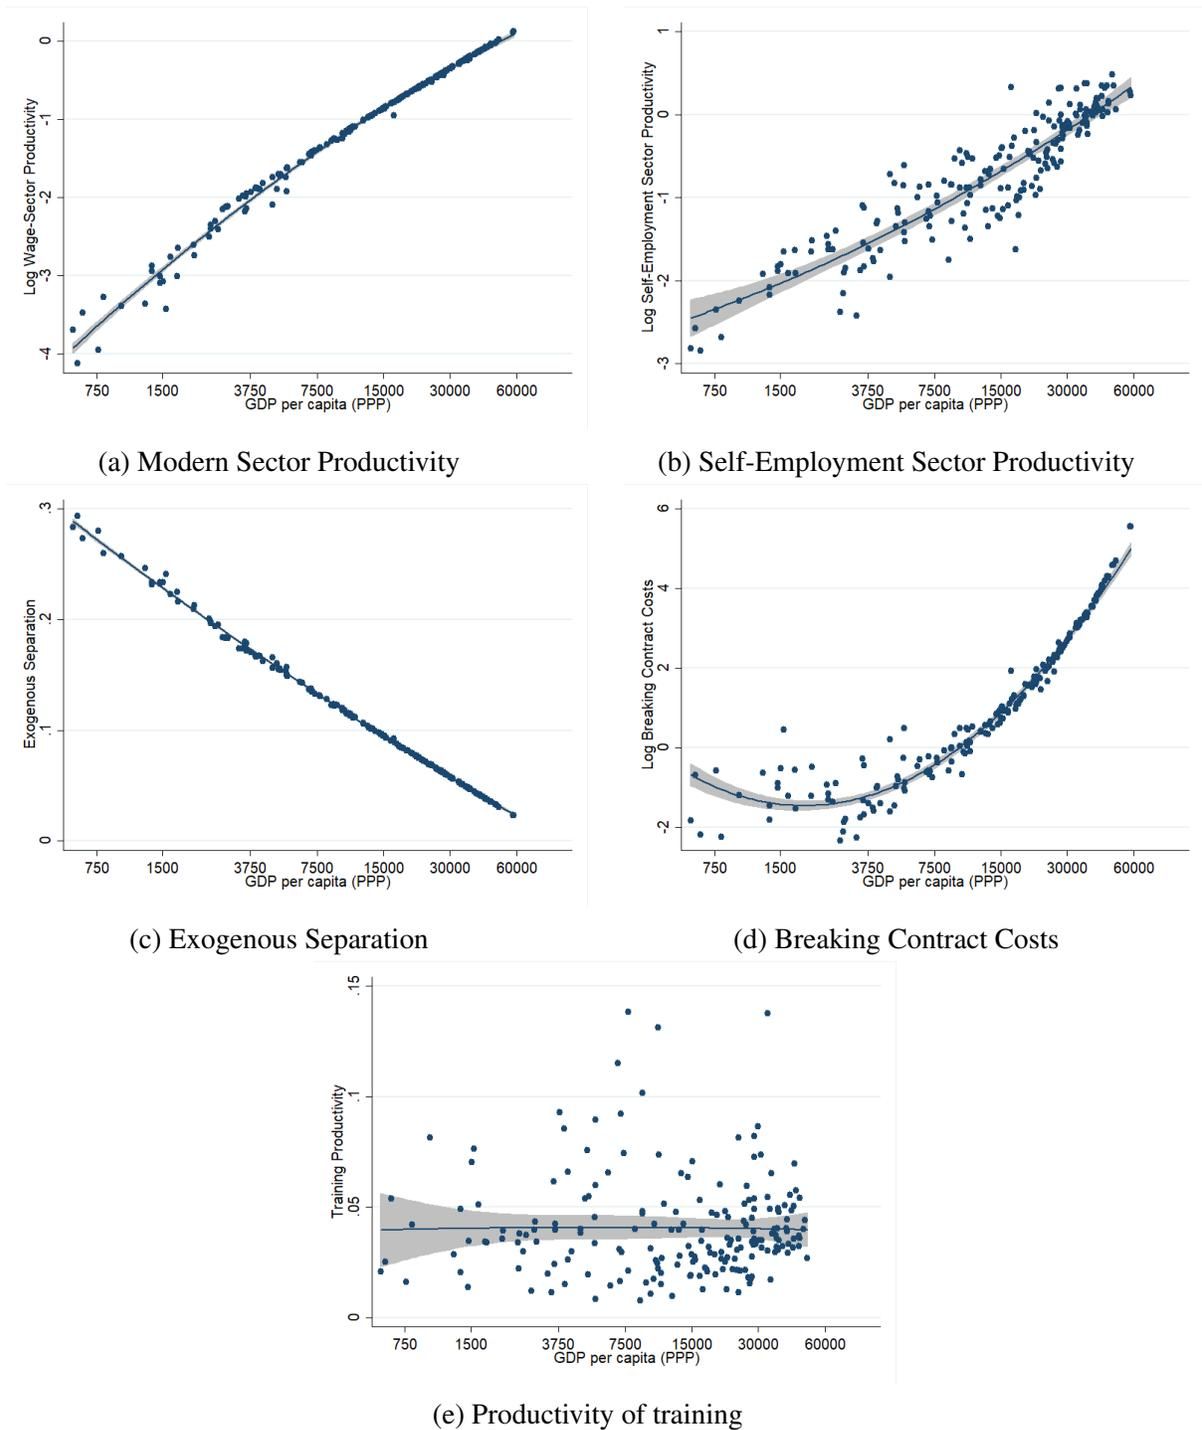 Log Wage-Sector Productivity
0
-1
-2
-3
-4
750 1500 3750 7500 15000 30000 60000
GDP per capita (PPP)
(a) Modern Sector Productivity
Log Self-Employment Sector Productivity
1
0
-1
-2
-3
750 1500 3750 7500 15000 30000 60000
GDP per capita (PPP)
(b) Self-Employment Sector Productivity
Exogenous Separation
.3
.2
.1
0
750 1500 3750 7500 15000 30000 60000
GDP per capita (PPP)
(c) Exogenous Separation
Log Breaking Contract Costs
6
4
2
0
-2
750 1500 3750 7500 15000 30000 60000
GDP per capita (PPP)
(d) Breaking Contract Costs
Training Productivity
.15
.1
.05
0
750 1500 3750 7500 15000 30000 60000
GDP per capita (PPP)
(e) Productivity of training